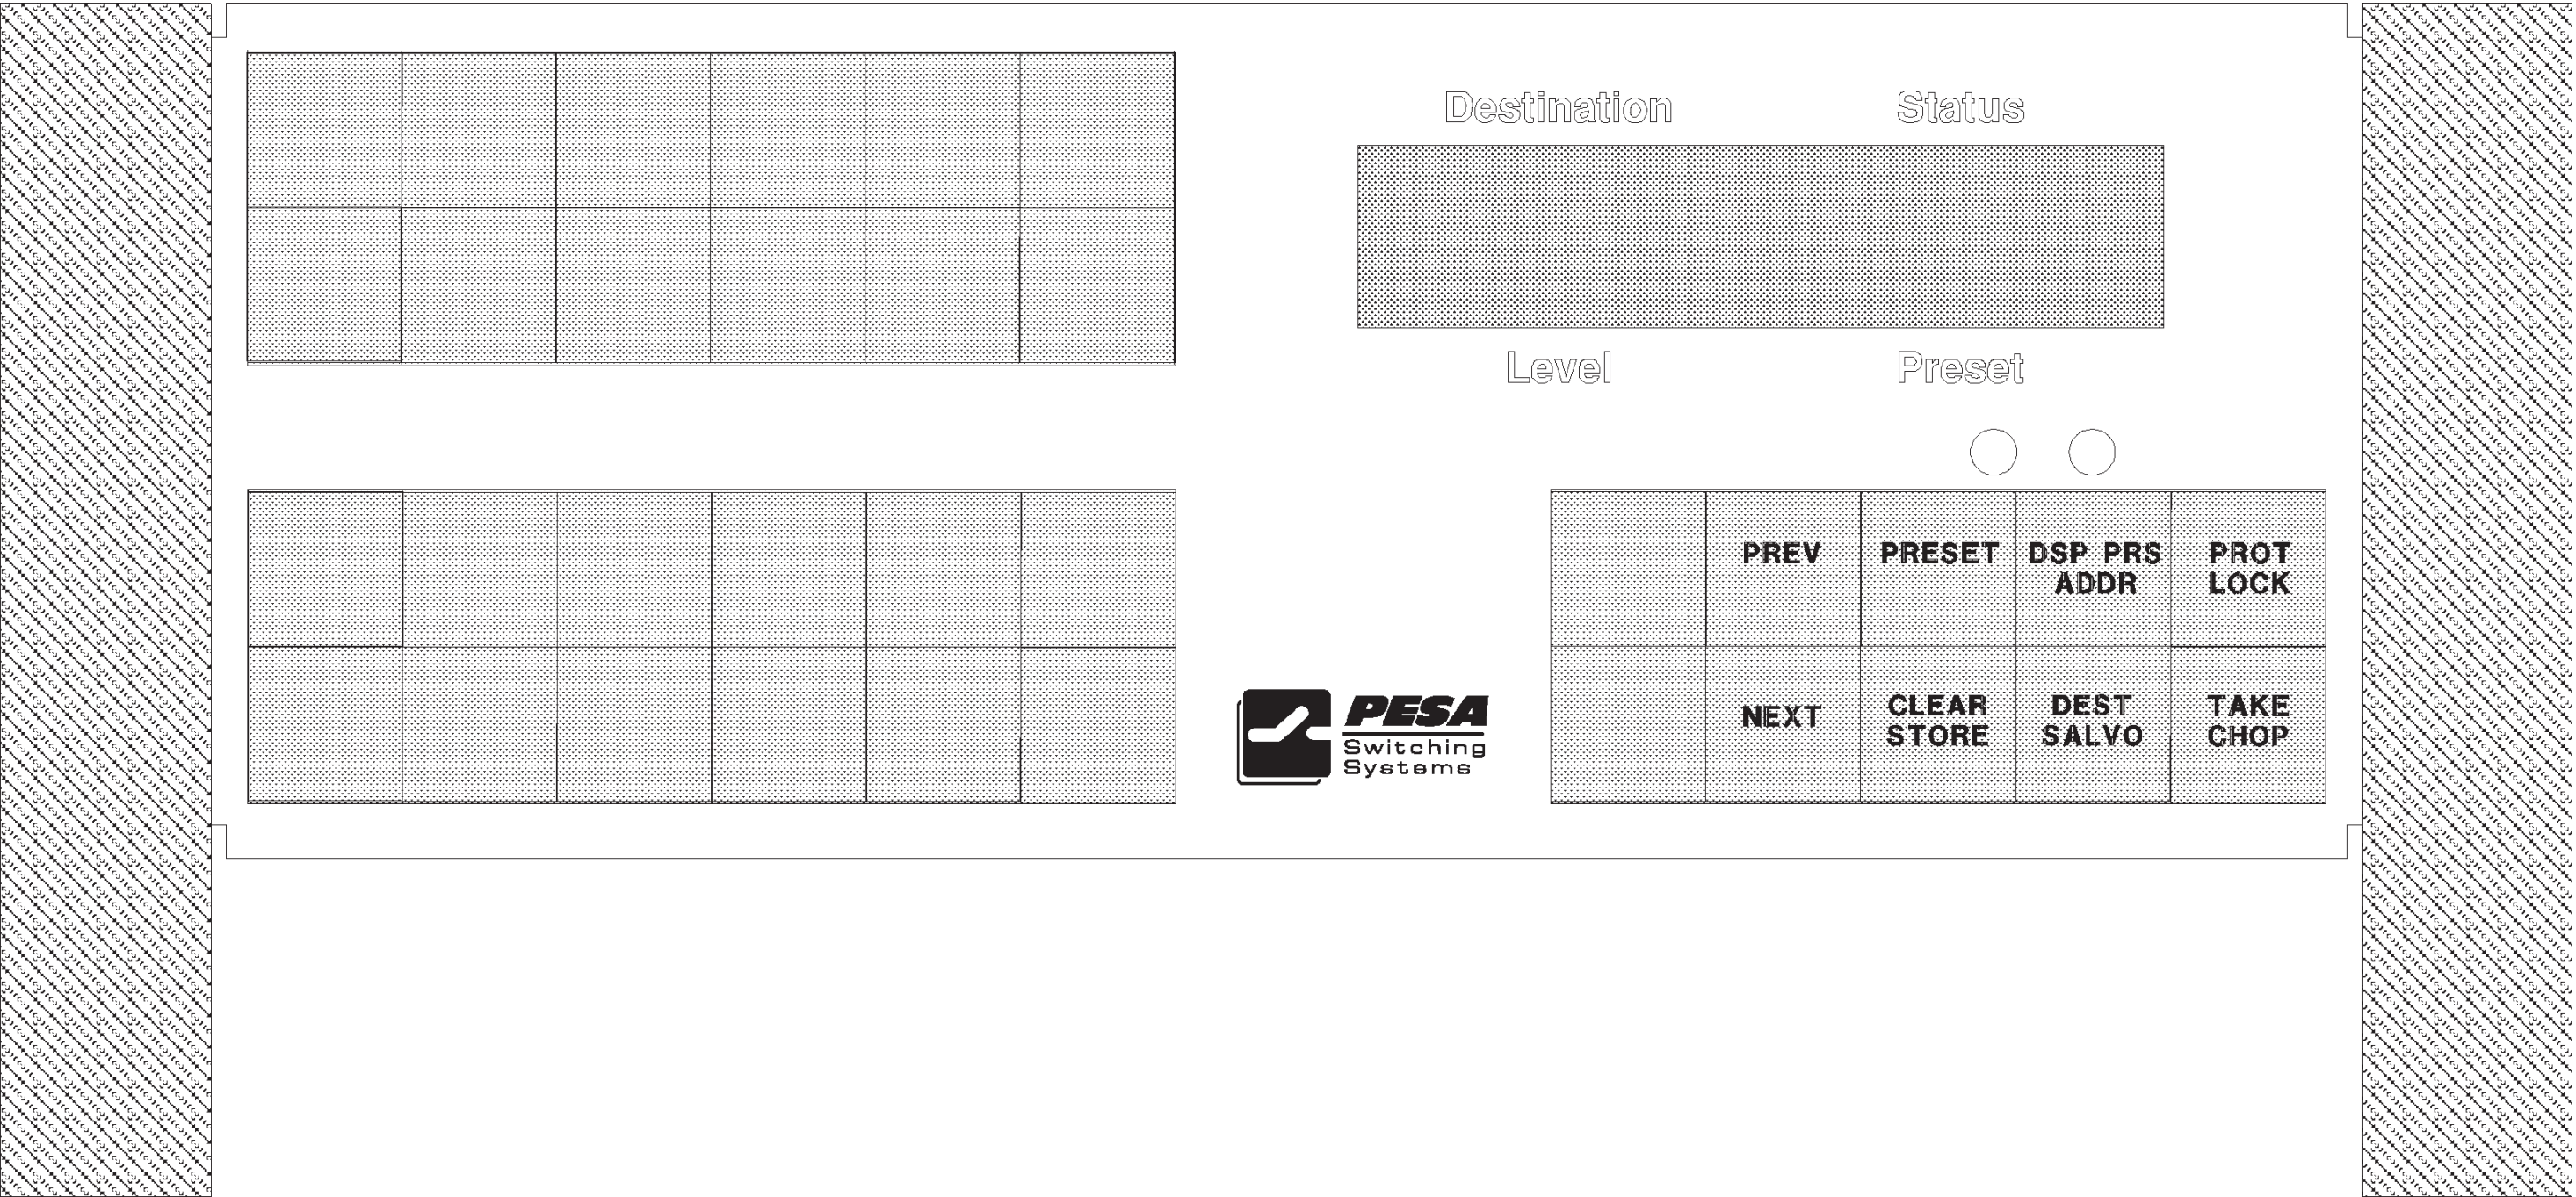 Destination Status
Level Preset
PREV PRESET DSP PRS PROT
ADDR LOCK
NEXT CLEAR DEST TAKE
STORE SALVO CHOP
PESA
Switching
Systems